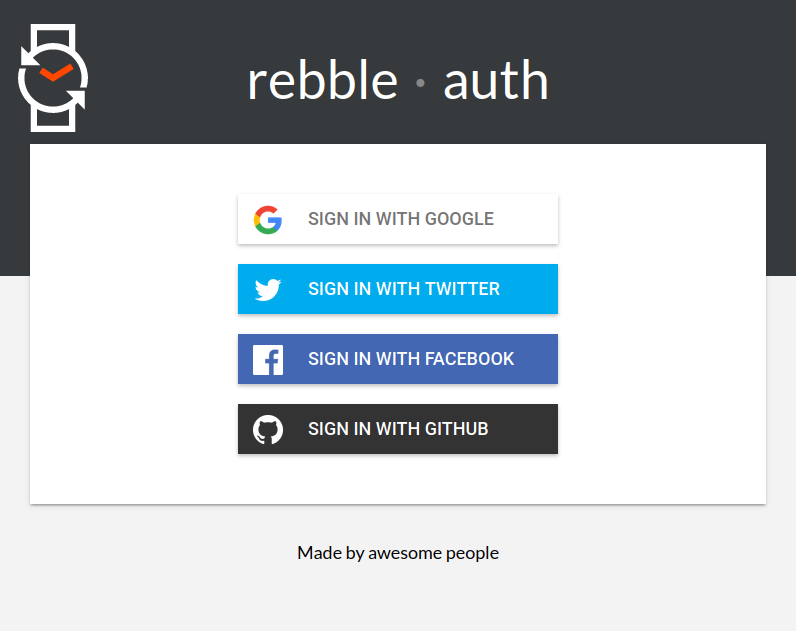 rebble · auth
SIGN IN WITH GOOGLE
SIGN IN WITH TWITTER
SIGN IN WITH FACEBOOK
SIGN IN WITH GITHUB
Made by awesome people